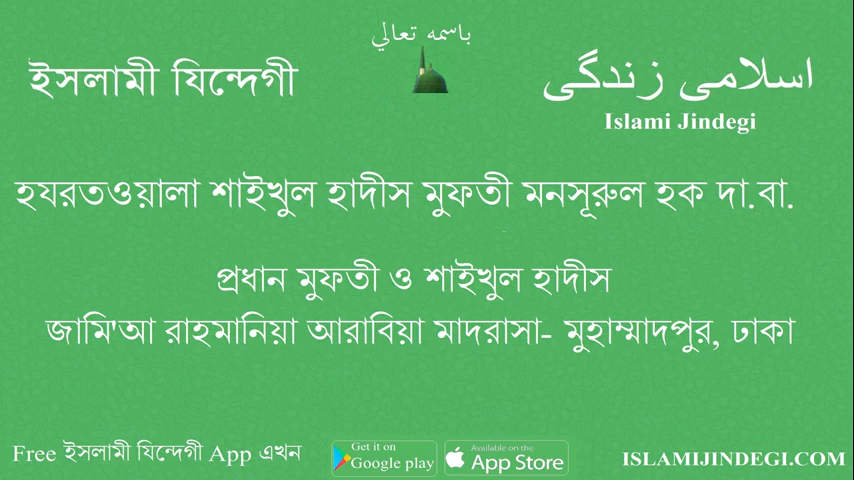 باسمه تعالي
ইসলামী যিন্দেগী
اسلامی زندگی
Islami Jindegi
হযরতওয়ালা শাইখুল হাদীস মুফতী মনসূরুল হক দা.বা.
প্রধান মুফতী ও শাইখুল হাদীস
জামি'আ রাহমানিয়া আরাবিয়া মাদরাসা- মুহাম্মাদপুর, ঢাকা
Free ইসলামী যিন্দেগী App এখন
Get it on
Google play
Available on the
App Store
ISLAMIJINDEGI.COM